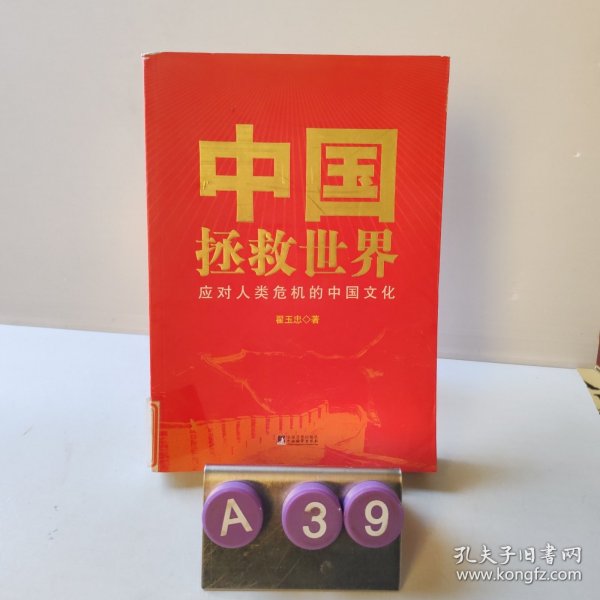 中国
拯救世界
应对人类危机的中国文化
翟玉忠◇著
A 3 9
孔夫子旧书网
www.kongfz.com